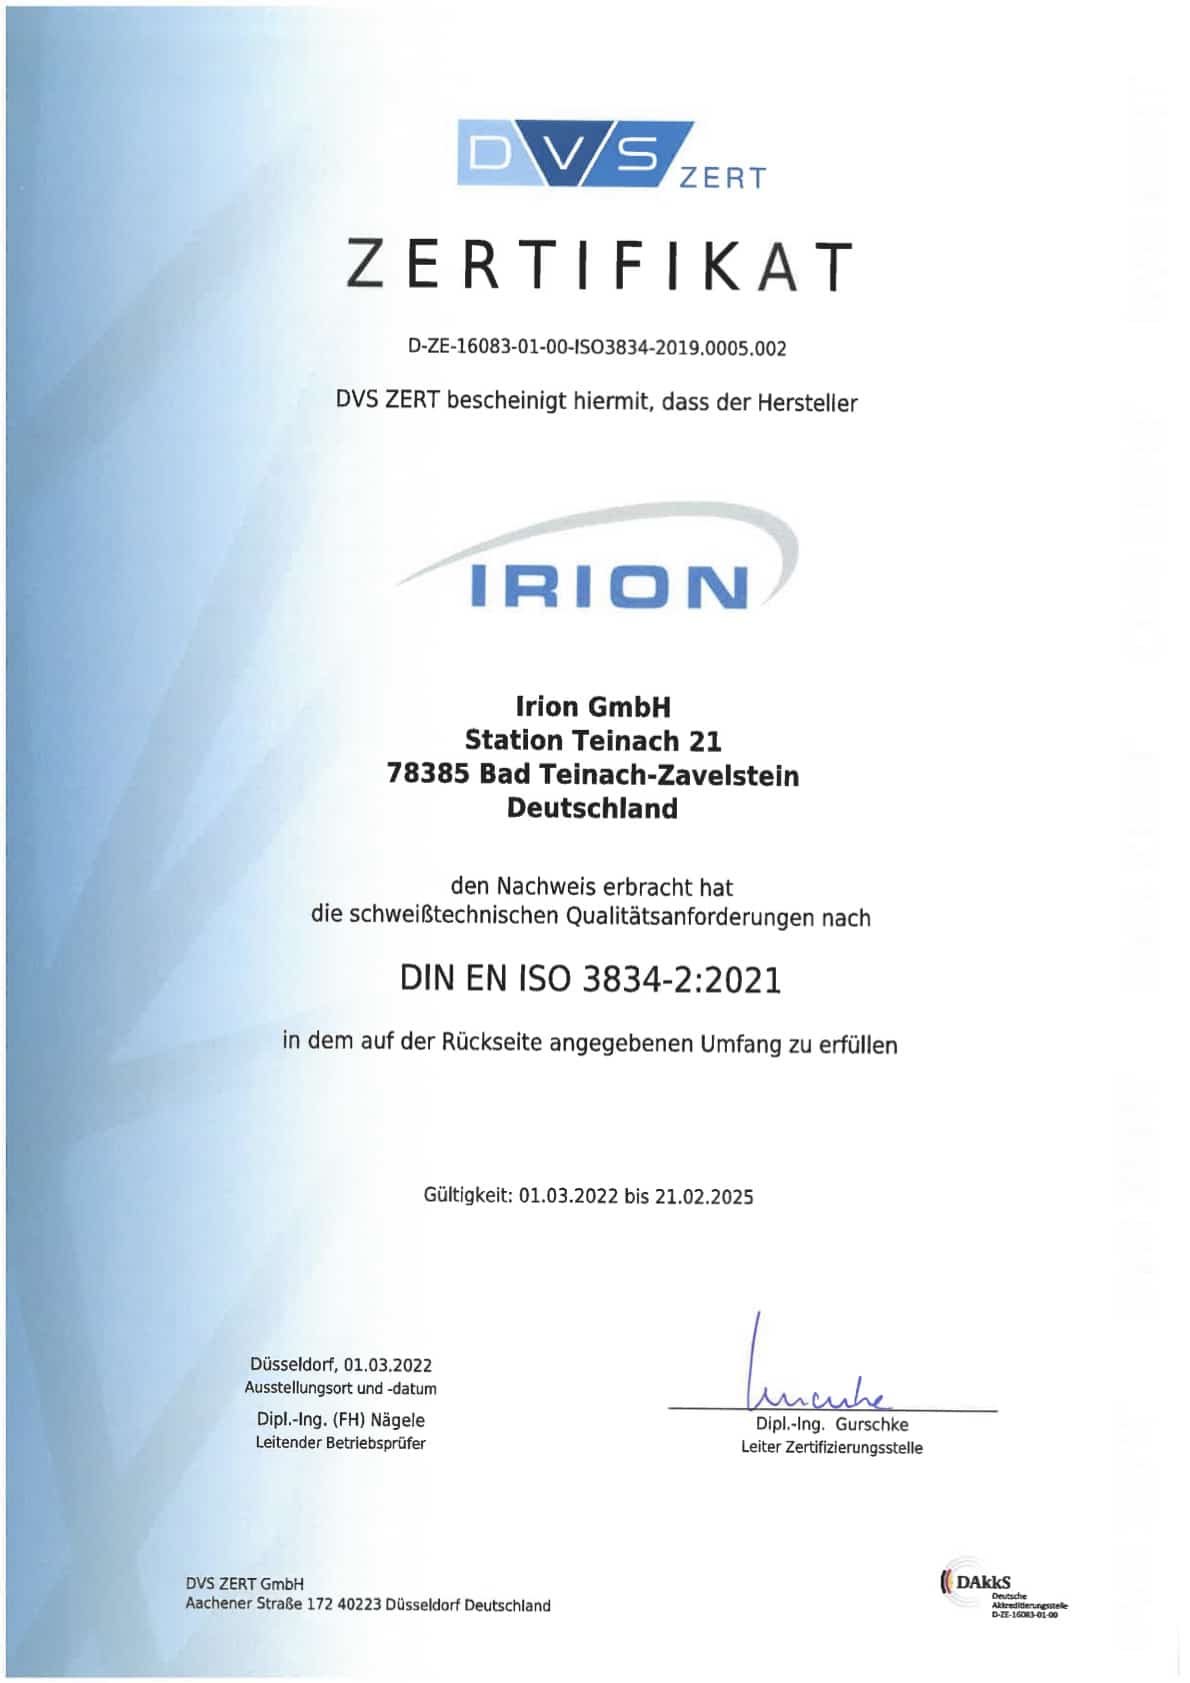 DVS ZERT
ZERTIFIKAT
D-ZE-16083-01-00-ISO3834-2019.0005.002
DVS ZERT bescheinigt hiermit, dass der Hersteller
IRION
Irion GmbH
Station Teinach 21
78385 Bad Teinach-Zavelstein
Deutschland
den Nachweis erbracht hat
die schweißtechnischen Qualitätsanforderungen nach
DIN EN ISO 3834-2:2021
in dem auf der Rückseite angegebenen Umfang zu erfüllen
Gültigkeit: 01.03.2022 bis 21.02.2025
Düsseldorf, 01.03.2022
Ausstellungsort und -datum
Dipl.-Ing. (FH) Nägele
Leitender Betriebsprüfer
Dipl.-Ing. Gurschke
Leiter Zertifizierungsstelle
DVS ZERT GmbH
Aachener Straße 172 40223 Düsseldorf Deutschland
DAkkS
Deutsche
Akkreditierungsstelle
D-ZE-16083-01-00